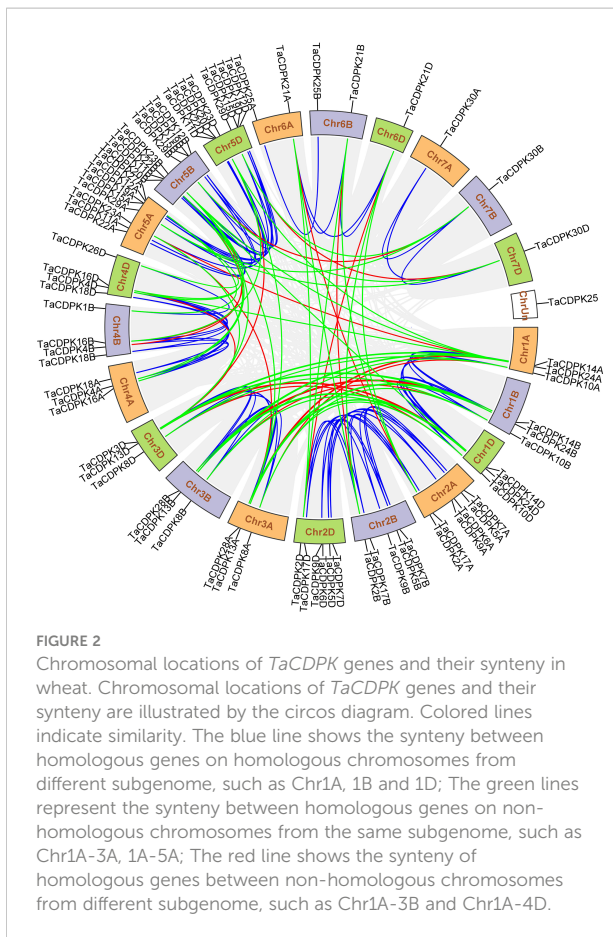 TaCDPK21A
TaCDPK25B
TaCDPK21B
TaCDPK21D
TaCDPK30A
TaCDPK30B
TaCDPK30D
TaCDPK25
TaCDPK14A
TaCDPK24A
TaCDPK10A
TaCDPK14B
TaCDPK24B
TaCDPK10B
TaCDPK14D
TaCDPK24D
TaCDPK10D
TaCDPK7A
TaCDPK5A
TaCDPK6A
TaCDPK9A
TaCDPK17A
TaCDPK2A
TaCDPK7B
TaCDPK5B
TaCDPK9B
TaCDPK17B
TaCDPK2B
TaCDPK7D
TaCDPK5D
TaCDPK6D
TaCDPK9D
TaCDPK17D
TaCDPK2D
TaCDPK8A
TaCDPK13A
TaCDPK28A
TaCDPK8B
TaCDPK13B
TaCDPK28B
TaCDPK8D
TaCDPK13D
TaCDPK3D
TaCDPK16A
TaCDPK4A
TaCDPK18A
TaCDPK18B
TaCDPK4B
TaCDPK16B
TaCDPK1B
TaCDPK18D
TaCDPK4D
TaCDPK16D
TaCDPK26D
TaCDPK22A
Chr6A
Chr6B
Chr6D
Chr7A
Chr7B
Chr7D
ChrUn
Chr1A
Chr1B
Chr1D
Chr2A
Chr2B
Chr2D
Chr3A
Chr3B
Chr3D
Chr4A
Chr4B
Chr4D
Chr5A
Chr5B
Chr5D
FIGURE 2
Chromosomal locations of TaCDPK genes and their synteny in
wheat. Chromosomal locations of TaCDPK genes and their
synteny are illustrated by the circos diagram. Colored lines
indicate similarity. The blue line shows the synteny between
homologous genes on homologous chromosomes from
different subgenome, such as Chr1A, 1B and 1D; The green lines
represent the synteny between homologous genes on non-
homologous chromosomes from the same subgenome, such as
Chr1A-3A, 1A-5A; The red line shows the synteny of
homologous genes between non-homologous chromosomes
from different subgenome, such as Chr1A-3B and Chr1A-4D.